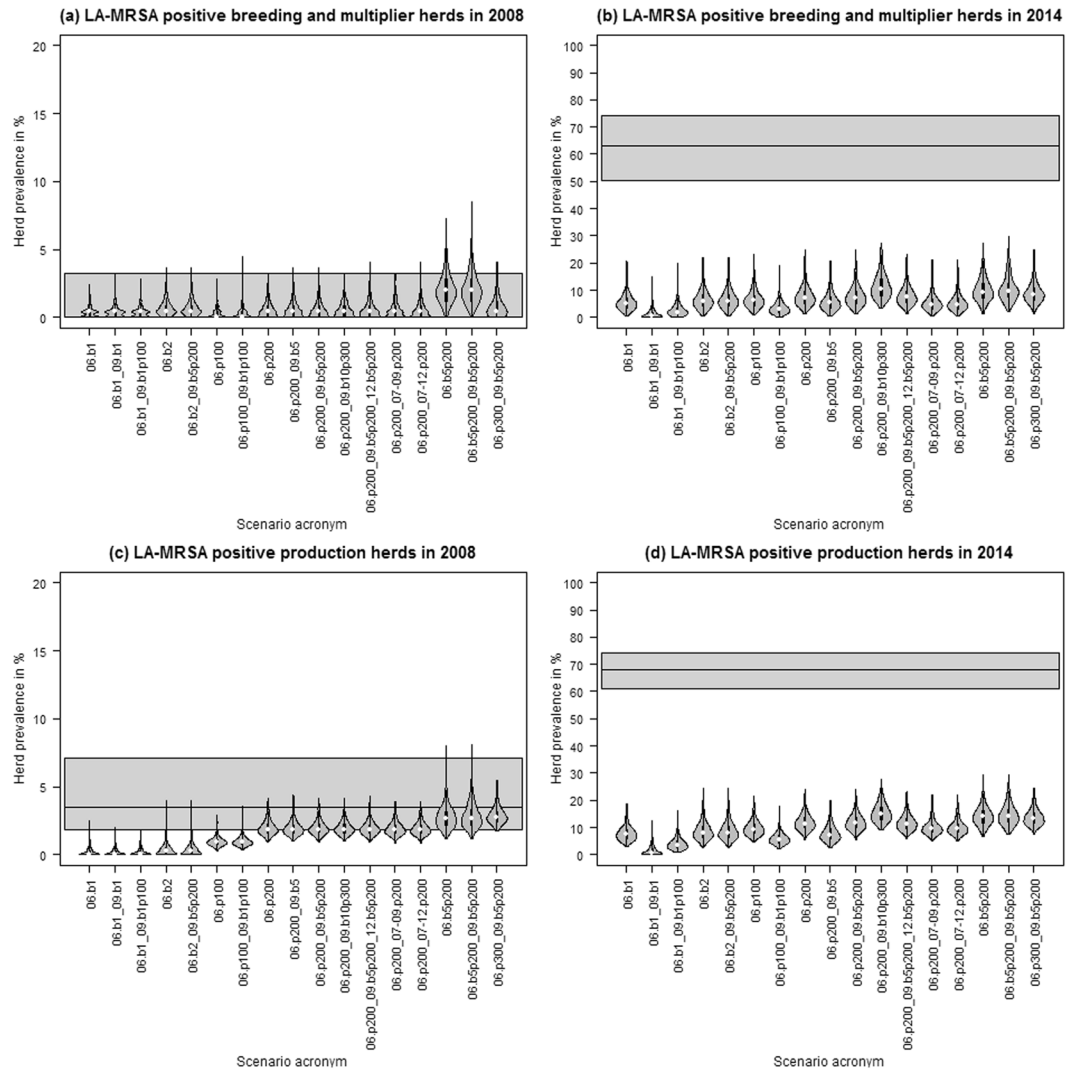 (a) LA-MRSA positive breeding and multiplier herds in 2008
Herd prevalence in %
20
15
10
5
0
06.b1
06.b1_09.b1
06.b1_09.b1p100
06.b2
06.b2_09.b5p200
06.p100
06.p100_09.b1p100
06.p200
06.p200_09.b5
06.p200_09.b5p200
06.p200_09.b10p300
06.p200_09.b5p200_12.b5p200
06.p200_07-09.p200
06.p200_07-12.p200
06.b5p200
06.b5p200_09.b5p200
06.p300_09.b5p200
Scenario acronym
(b) LA-MRSA positive breeding and multiplier herds in 2014
Herd prevalence in %
100
90
80
70
60
50
40
30
20
10
0
06.b1
06.b1_09.b1
06.b1_09.b1p100
06.b2
06.b2_09.b5p200
06.p100
06.p100_09.b1p100
06.p200
06.p200_09.b5
06.p200_09.b5p200
06.p200_09.b10p300
06.p200_09.b5p200_12.b5p200
06.p200_07-09.p200
06.p200_07-12.p200
06.b5p200
06.b5p200_09.b5p200
06.p300_09.b5p200
Scenario acronym
(c) LA-MRSA positive production herds in 2008
Herd prevalence in %
20
15
10
5
0
06.b1
06.b1_09.b1
06.b1_09.b1p100
06.b2
06.b2_09.b5p200
06.p100
06.p100_09.b1p100
06.p200
06.p200_09.b5
06.p200_09.b5p200
06.p200_09.b10p300
06.p200_09.b5p200_12.b5p200
06.p200_07-09.p200
06.p200_07-12.p200
06.b5p200
06.b5p200_09.b5p200
06.p300_09.b5p200
Scenario acronym
(d) LA-MRSA positive production herds in 2014
Herd prevalence in %
100
90
80
70
60
50
40
30
20
10
0
06.b1
06.b1_09.b1
06.b1_09.b1p100
06.b2
06.b2_09.b5p200
06.p100
06.p100_09.b1p100
06.p200
06.p200_09.b5
06.p200_09.b5p200
06.p200_09.b10p300
06.p200_09.b5p200_12.b5p200
06.p200_07-09.p200
06.p200_07-12.p200
06.b5p200
06.b5p200_09.b5p200
06.p300_09.b5p200
Scenario acronym